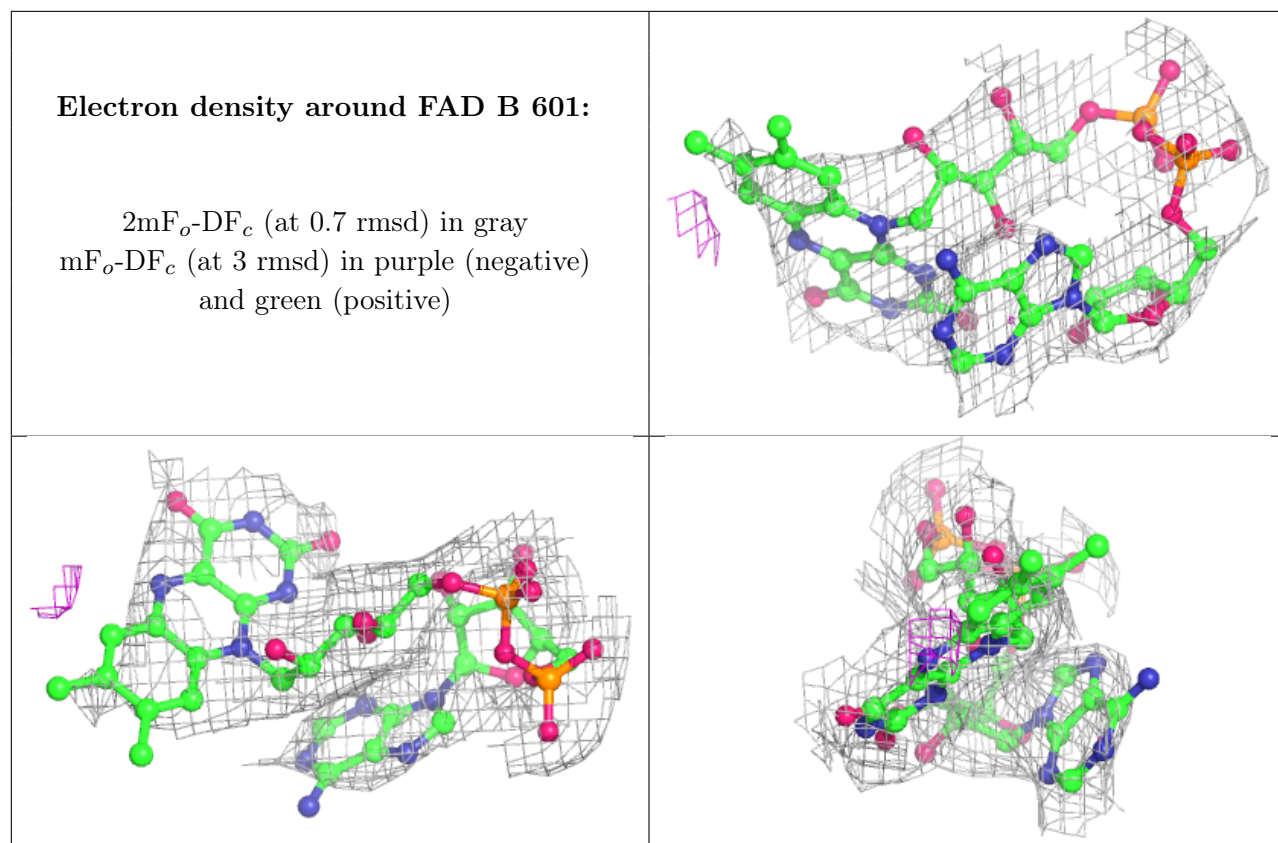 Electron density around FAD B 601:
2mFₒ-DF𝒸 (at 0.7 rmsd) in gray
mFₒ-DF𝒸 (at 3 rmsd) in purple (negative)
and green (positive)